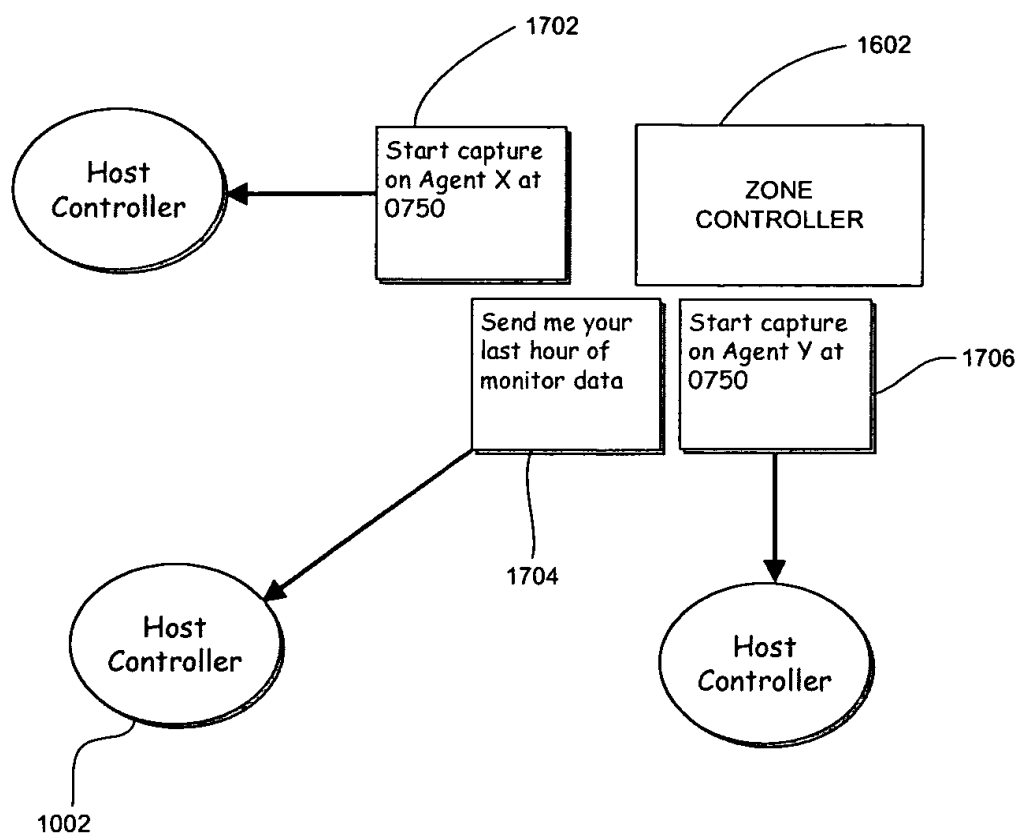 1702
1602
Host
Controller
Start capture
on Agent X at
0750
ZONE
CONTROLLER
Send me your
last hour of
monitor data
Start capture
on Agent Y at
0750
1706
1704
Host
Controller
Host
Controller
1002